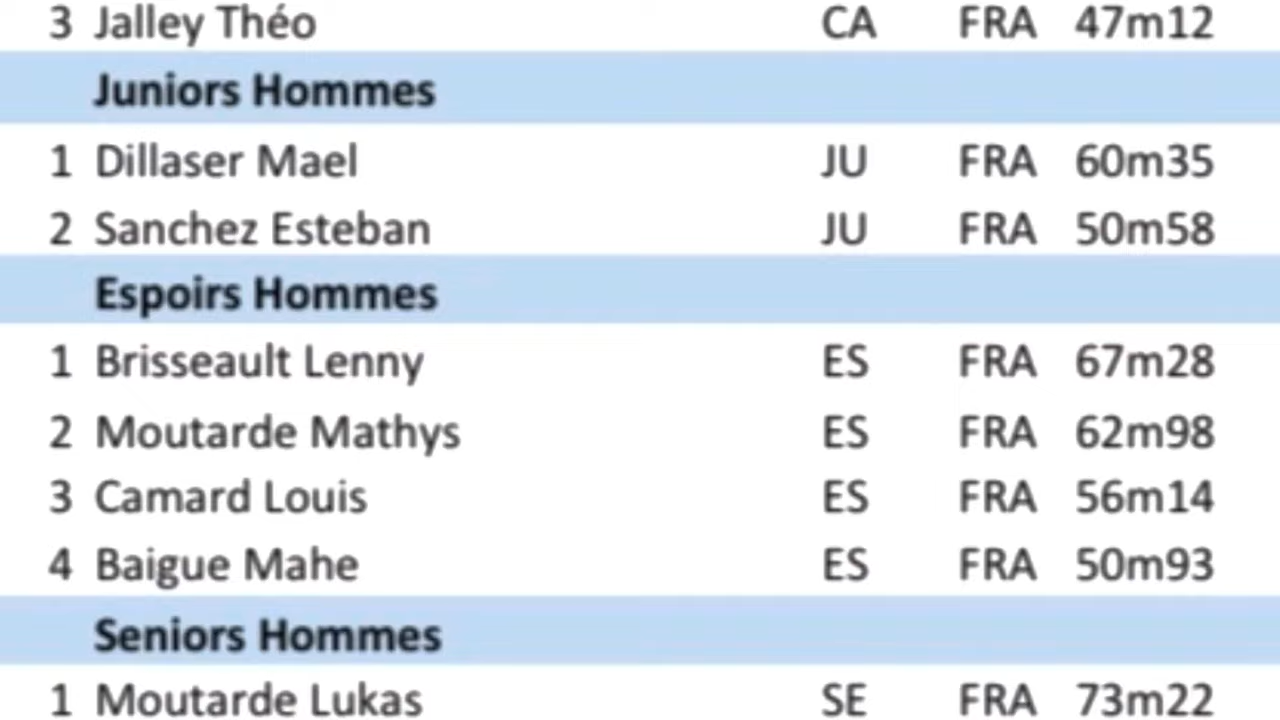 3 Jalley Théo CA FRA 47m12
Juniors Hommes
1 Dillaser Mael JU FRA 60m35
2 Sanchez Esteban JU FRA 50m58
Espoirs Hommes
1 Brisseault Lenny ES FRA 67m28
2 Moutarde Mathys ES FRA 62m98
3 Camard Louis ES FRA 56m14
4 Baigue Mahe ES FRA 50m93
Seniors Hommes
1 Moutarde Lukas SE FRA 73m22